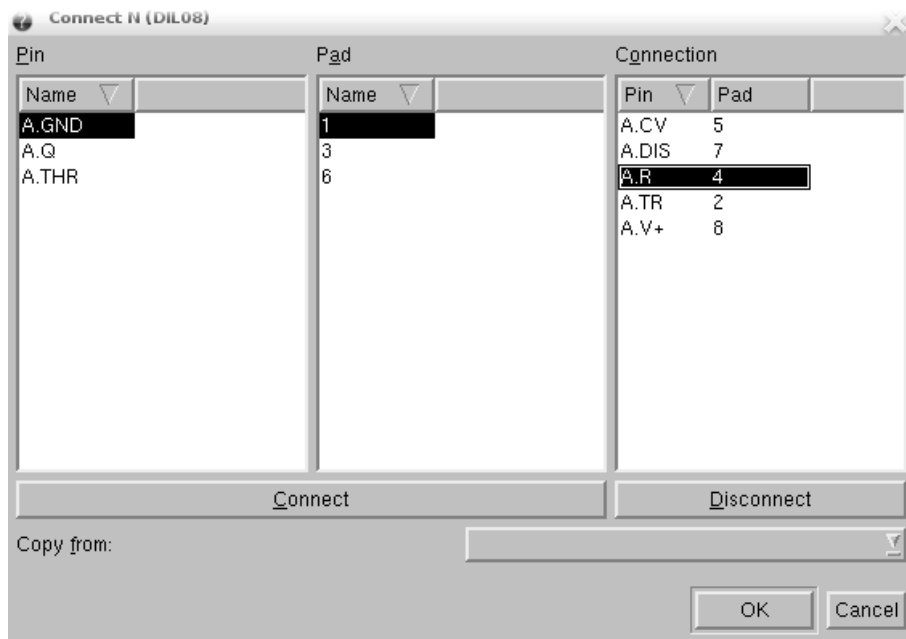 Connect N (DIL08)
Pin Pad Connection
Name Name Pin Pad
A.GND 1 A.CV 5
A.Q 3 A.DIS 7
A.THR 6 A.R 4
A.TR 2
A.V+ 8
Connect Disconnect
Copy from:
OK Cancel